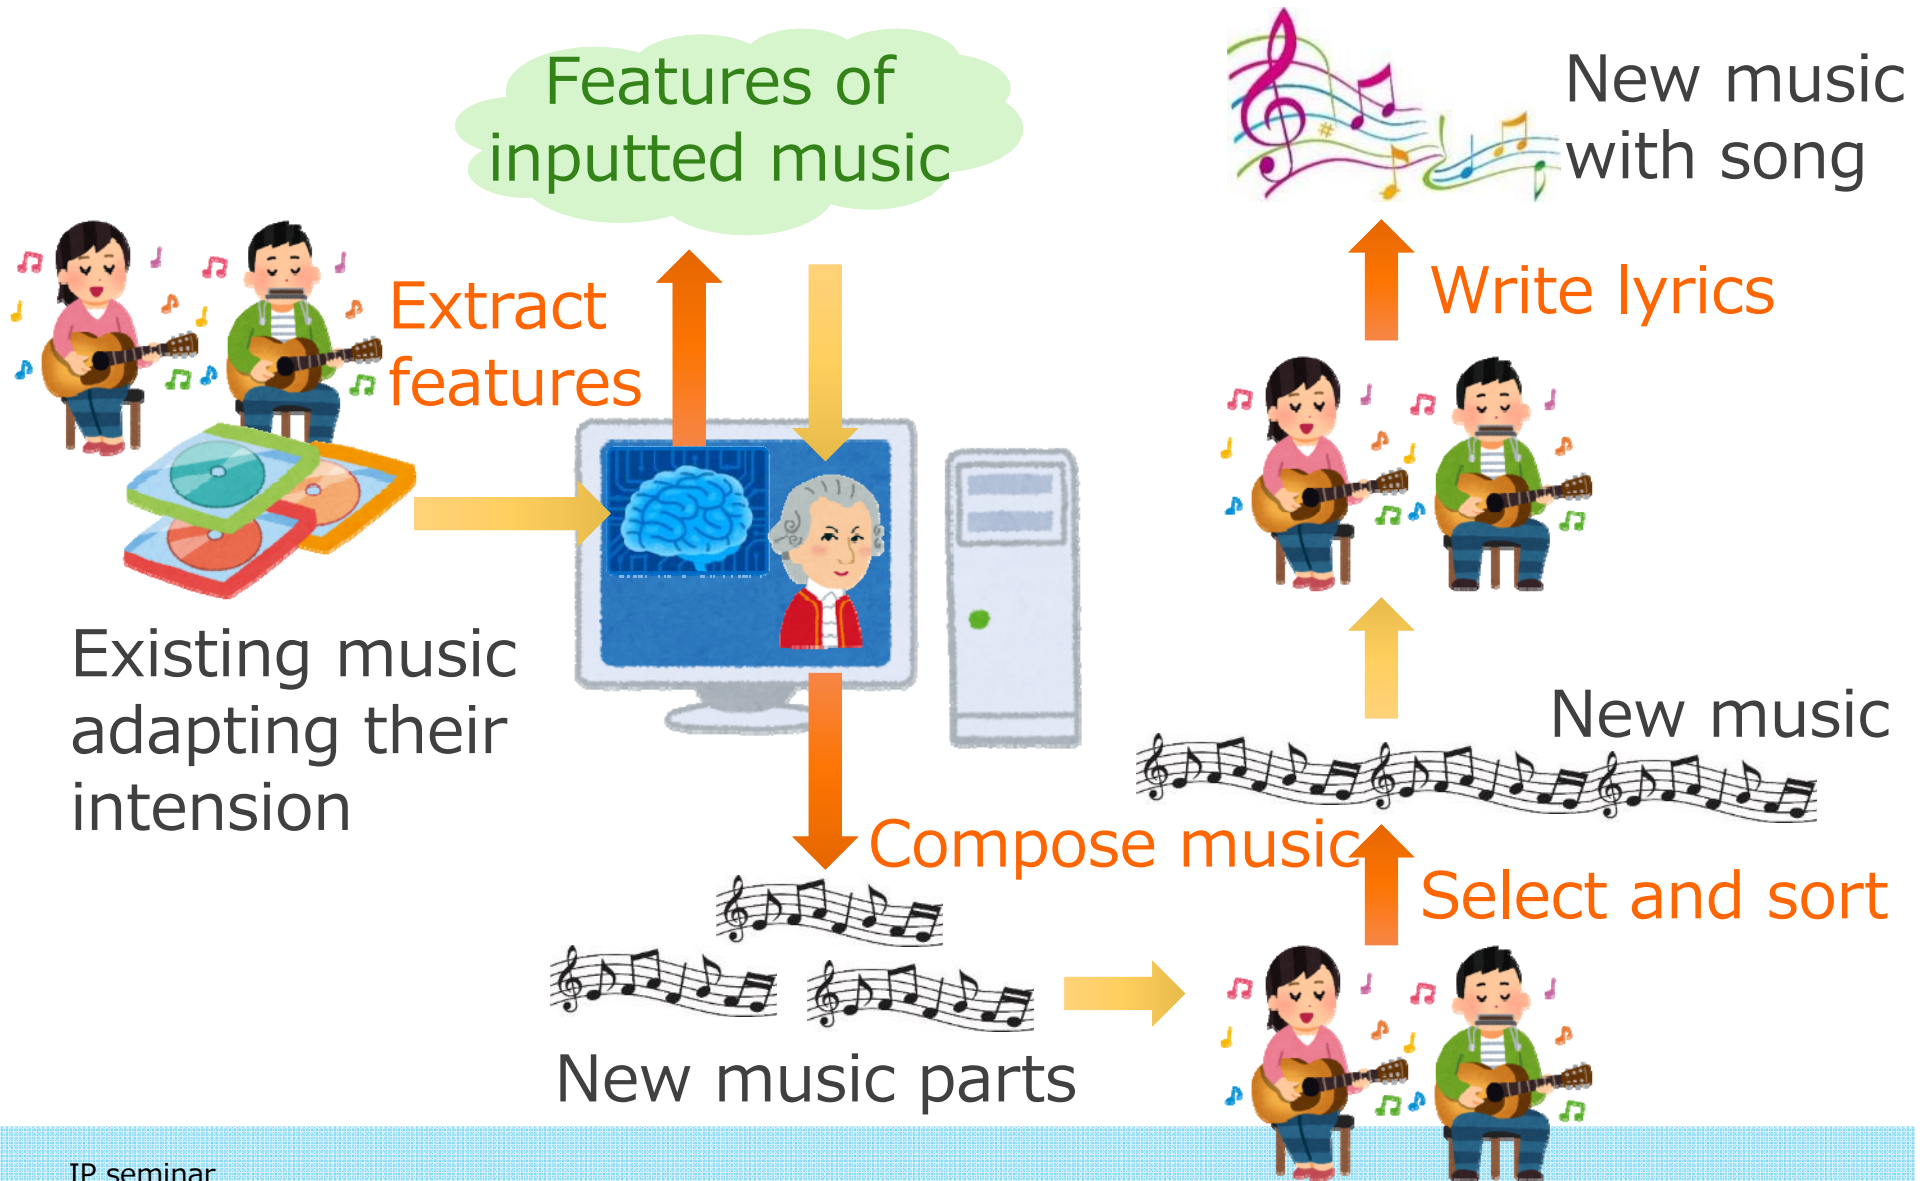 Features of
inputted music
New music
with song
Extract
features
Write lyrics
Existing music
adapting their
intension
New music
Compose music
Select and sort
New music parts
IP seminar